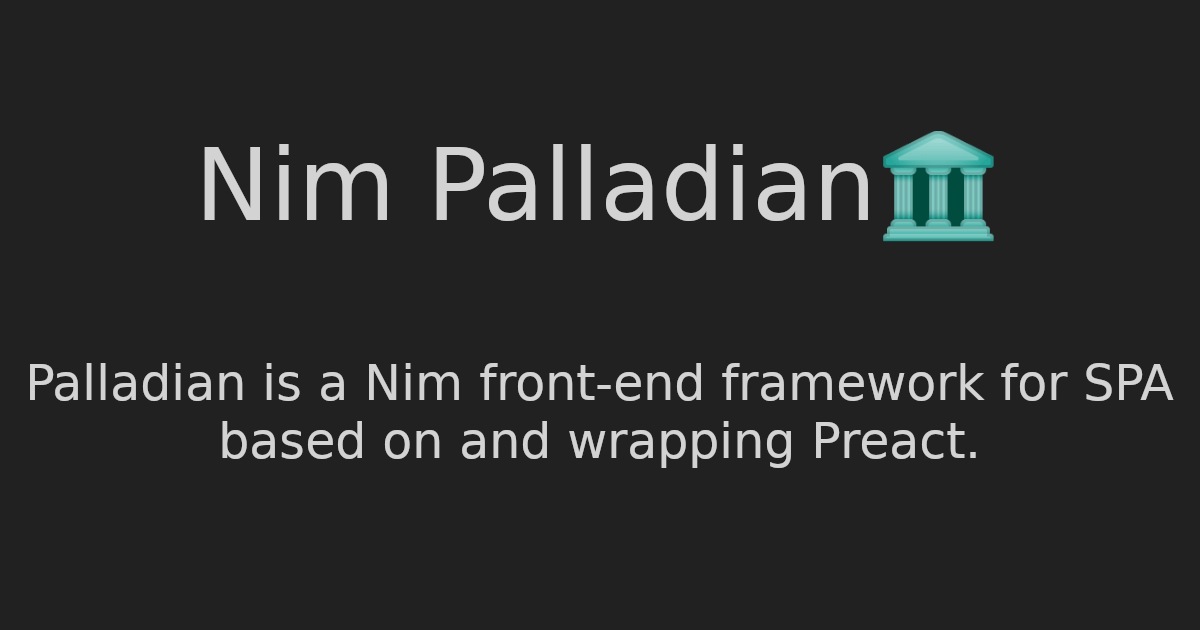 Nim Palladian
Palladian is a Nim front-end framework for SPA
based on and wrapping Preact.